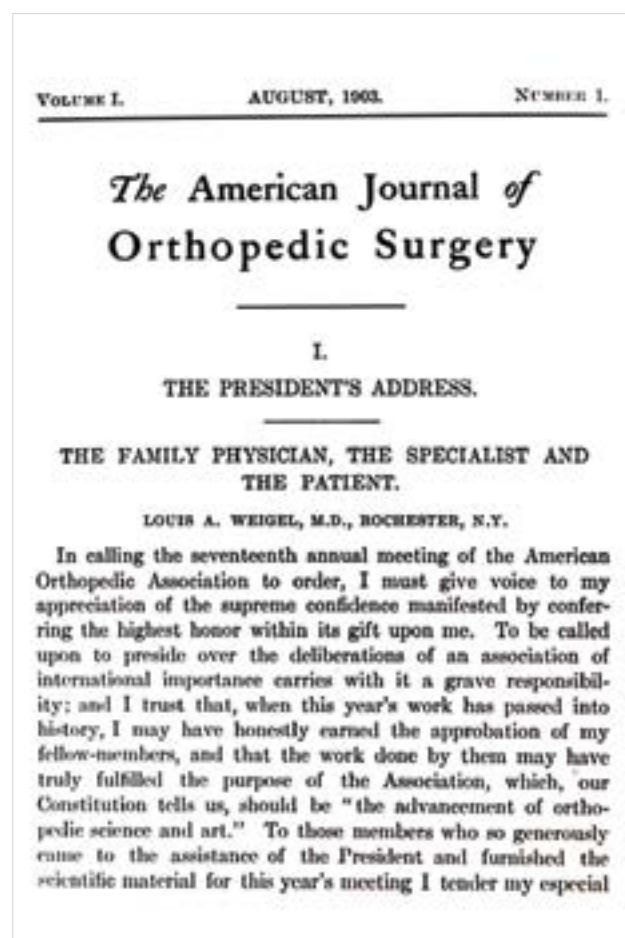 VOLUME I.
AUGUST, 1903.
NUMBER 1.
The American Journal of
Orthopedic Surgery
I.
THE PRESIDENT'S ADDRESS.
THE FAMILY PHYSICIAN, THE SPECIALIST AND
THE PATIENT.
LOUIS A. WEIGEL, M.D., ROCHESTER, N.Y.
In calling the seventeenth annual meeting of the American
Orthopedic Association to order, I must give voice to my
appreciation of the supreme confidence manifested by confer-
ring the highest honor within its gift upon me. To be called
upon to preside over the deliberations of an association of
international importance carries with it a grave responsibil-
ity; and I trust that, when this year's work has passed into
history, I may have honestly earned the approbation of my
fellow-members, and that the work done by them may have
truly fulfilled the purpose of the Association, which, our
Constitution tells us, should be "the advancement of ortho-
pedic science and art." To those members who so generously
came to the assistance of the President and furnished the
scientific material for this year's meeting I tender my especial